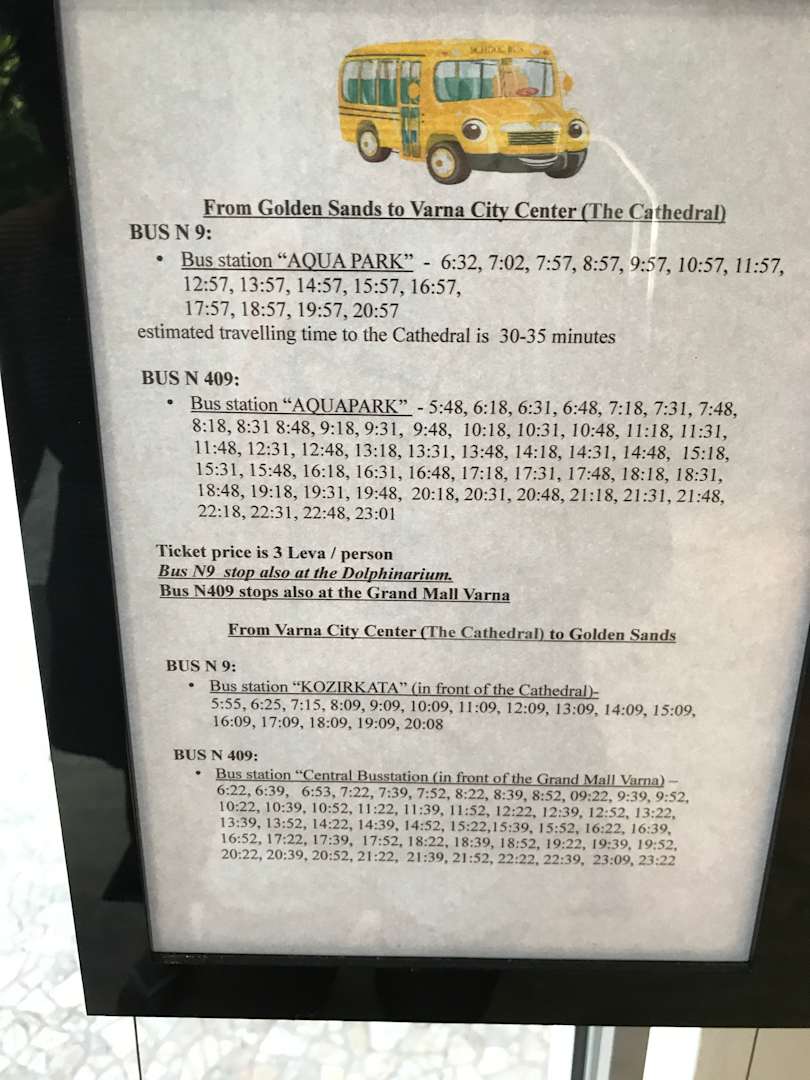 SCHOOL BUS
From Golden Sands to Varna City Center (The Cathedral)
BUS N 9:
• Bus station “AQUA PARK” - 6:32, 7:02, 7:57, 8:57, 9:57, 10:57, 11:57,
12:57, 13:57, 14:57, 15:57, 16:57,
17:57, 18:57, 19:57, 20:57
estimated travelling time to the Cathedral is 30-35 minutes
BUS N 409:
• Bus station “AQUAPARK” - 5:48, 6:18, 6:31, 6:48, 7:18, 7:31, 7:48,
8:18, 8:31 8:48, 9:18, 9:31, 9:48, 10:18, 10:31, 10:48, 11:18, 11:31,
11:48, 12:31, 12:48, 13:18, 13:31, 13:48, 14:18, 14:31, 14:48, 15:18,
15:31, 15:48, 16:18, 16:31, 16:48, 17:18, 17:31, 17:48, 18:18, 18:31,
18:48, 19:18, 19:31, 19:48, 20:18, 20:31, 20:48, 21:18, 21:31, 21:48,
22:18, 22:31, 22:48, 23:01
Ticket price is 3 Leva / person
Bus N9 stop also at the Dolphinarium.
Bus N409 stops also at the Grand Mall Varna
From Varna City Center (The Cathedral) to Golden Sands
BUS N 9:
• Bus station “KOZIRKATA” (in front of the Cathedral)-
5:55, 6:25, 7:15, 8:09, 9:09, 10:09, 11:09, 12:09, 13:09, 14:09, 15:09,
16:09, 17:09, 18:09, 19:09, 20:08
BUS N 409:
• Bus station “Central Busstation (in front of the Grand Mall Varna) –
6:22, 6:39, 6:53, 7:22, 7:39, 7:52, 8:22, 8:39, 8:52, 09:22, 9:39, 9:52,
10:22, 10:39, 10:52, 11:22, 11:39, 11:52, 12:22, 12:39, 12:52, 13:22,
13:39, 13:52, 14:22, 14:39, 14:52, 15:22,15:39, 15:52, 16:22, 16:39,
16:52, 17:22, 17:39, 17:52, 18:22, 18:39, 18:52, 19:22, 19:39, 19:52,
20:22, 20:39, 20:52, 21:22, 21:39, 21:52, 22:22, 22:39, 23:09, 23:22